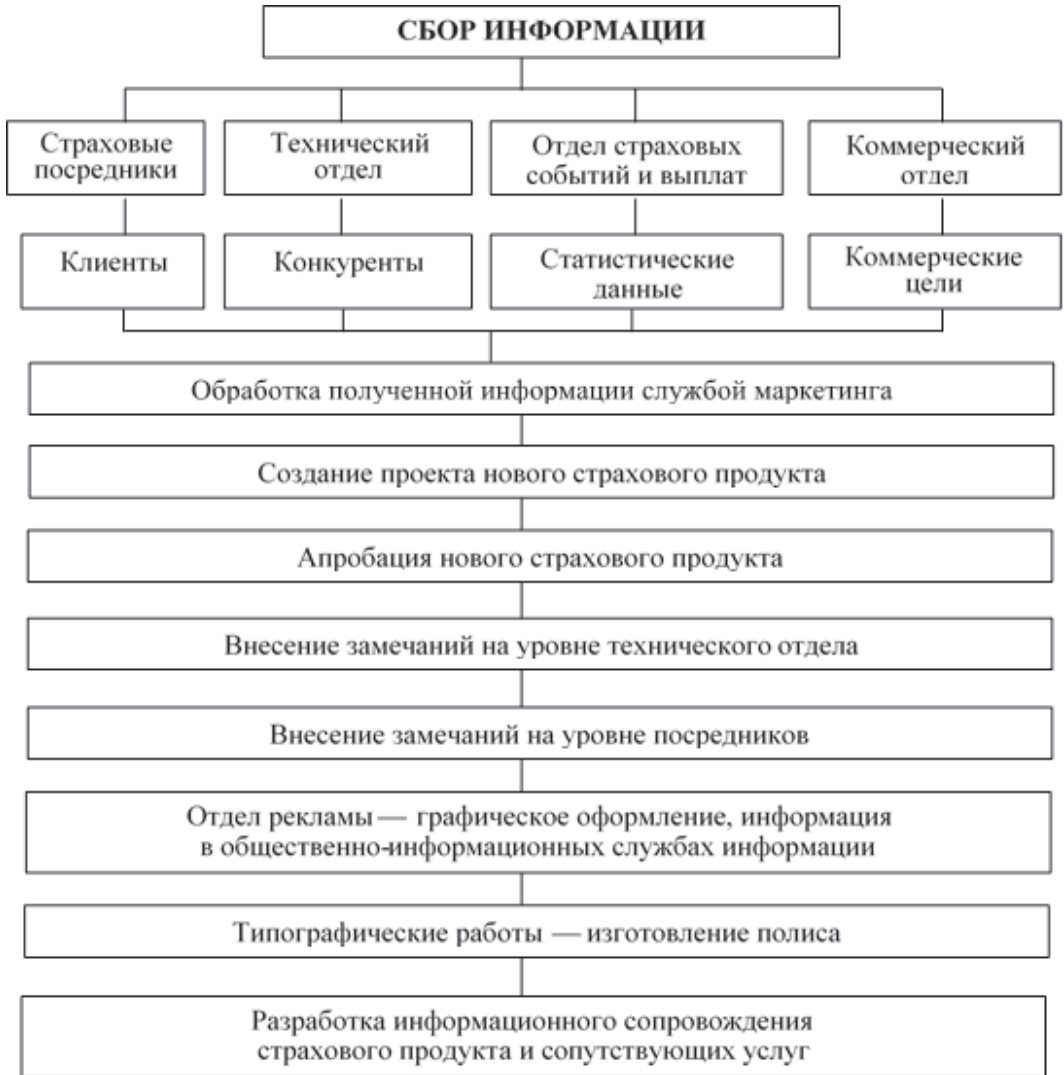 СБОР ИНФОРМАЦИИ
Страховые
посредники
Технический
отдел
Отдел страховых
событий и выплат
Коммерческий
отдел
Клиенты
Конкуренты
Статистические
данные
Коммерческие
цели
Обработка полученной информации службой маркетинга
Создание проекта нового страхового продукта
Апробация нового страхового продукта
Внесение замечаний на уровне технического отдела
Внесение замечаний на уровне посредников
Отдел рекламы — графическое оформление, информация
в общественно-информационных службах информации
Типографические работы — изготовление полиса
Разработка информационного сопровождения
страхового продукта и сопутствующих услуг